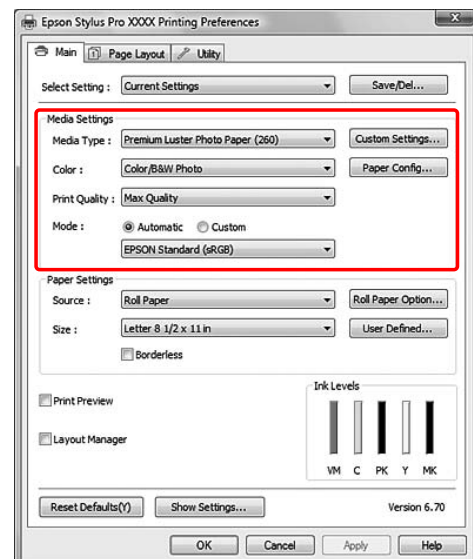 Epson Stylus Pro XXXX Printing Preferences
Main Page Layout Utility
Select Setting : Current Settings Save/Del...
Media Settings
Media Type : Premium Luster Photo Paper (260) Custom Settings...
Color : Color/B&W Photo Paper Config...
Print Quality : Max Quality
Mode : Automatic Custom
EPSON Standard (sRGB)
Paper Settings
Source : Roll Paper Roll Paper Option...
Size : Letter 8 1/2 x 11 in User Defined...
Borderless
Print Preview
Layout Manager
Ink Levels
VM C PK Y MK
Reset Defaults(Y) Show Settings... Version 6.70
OK Cancel Apply Help